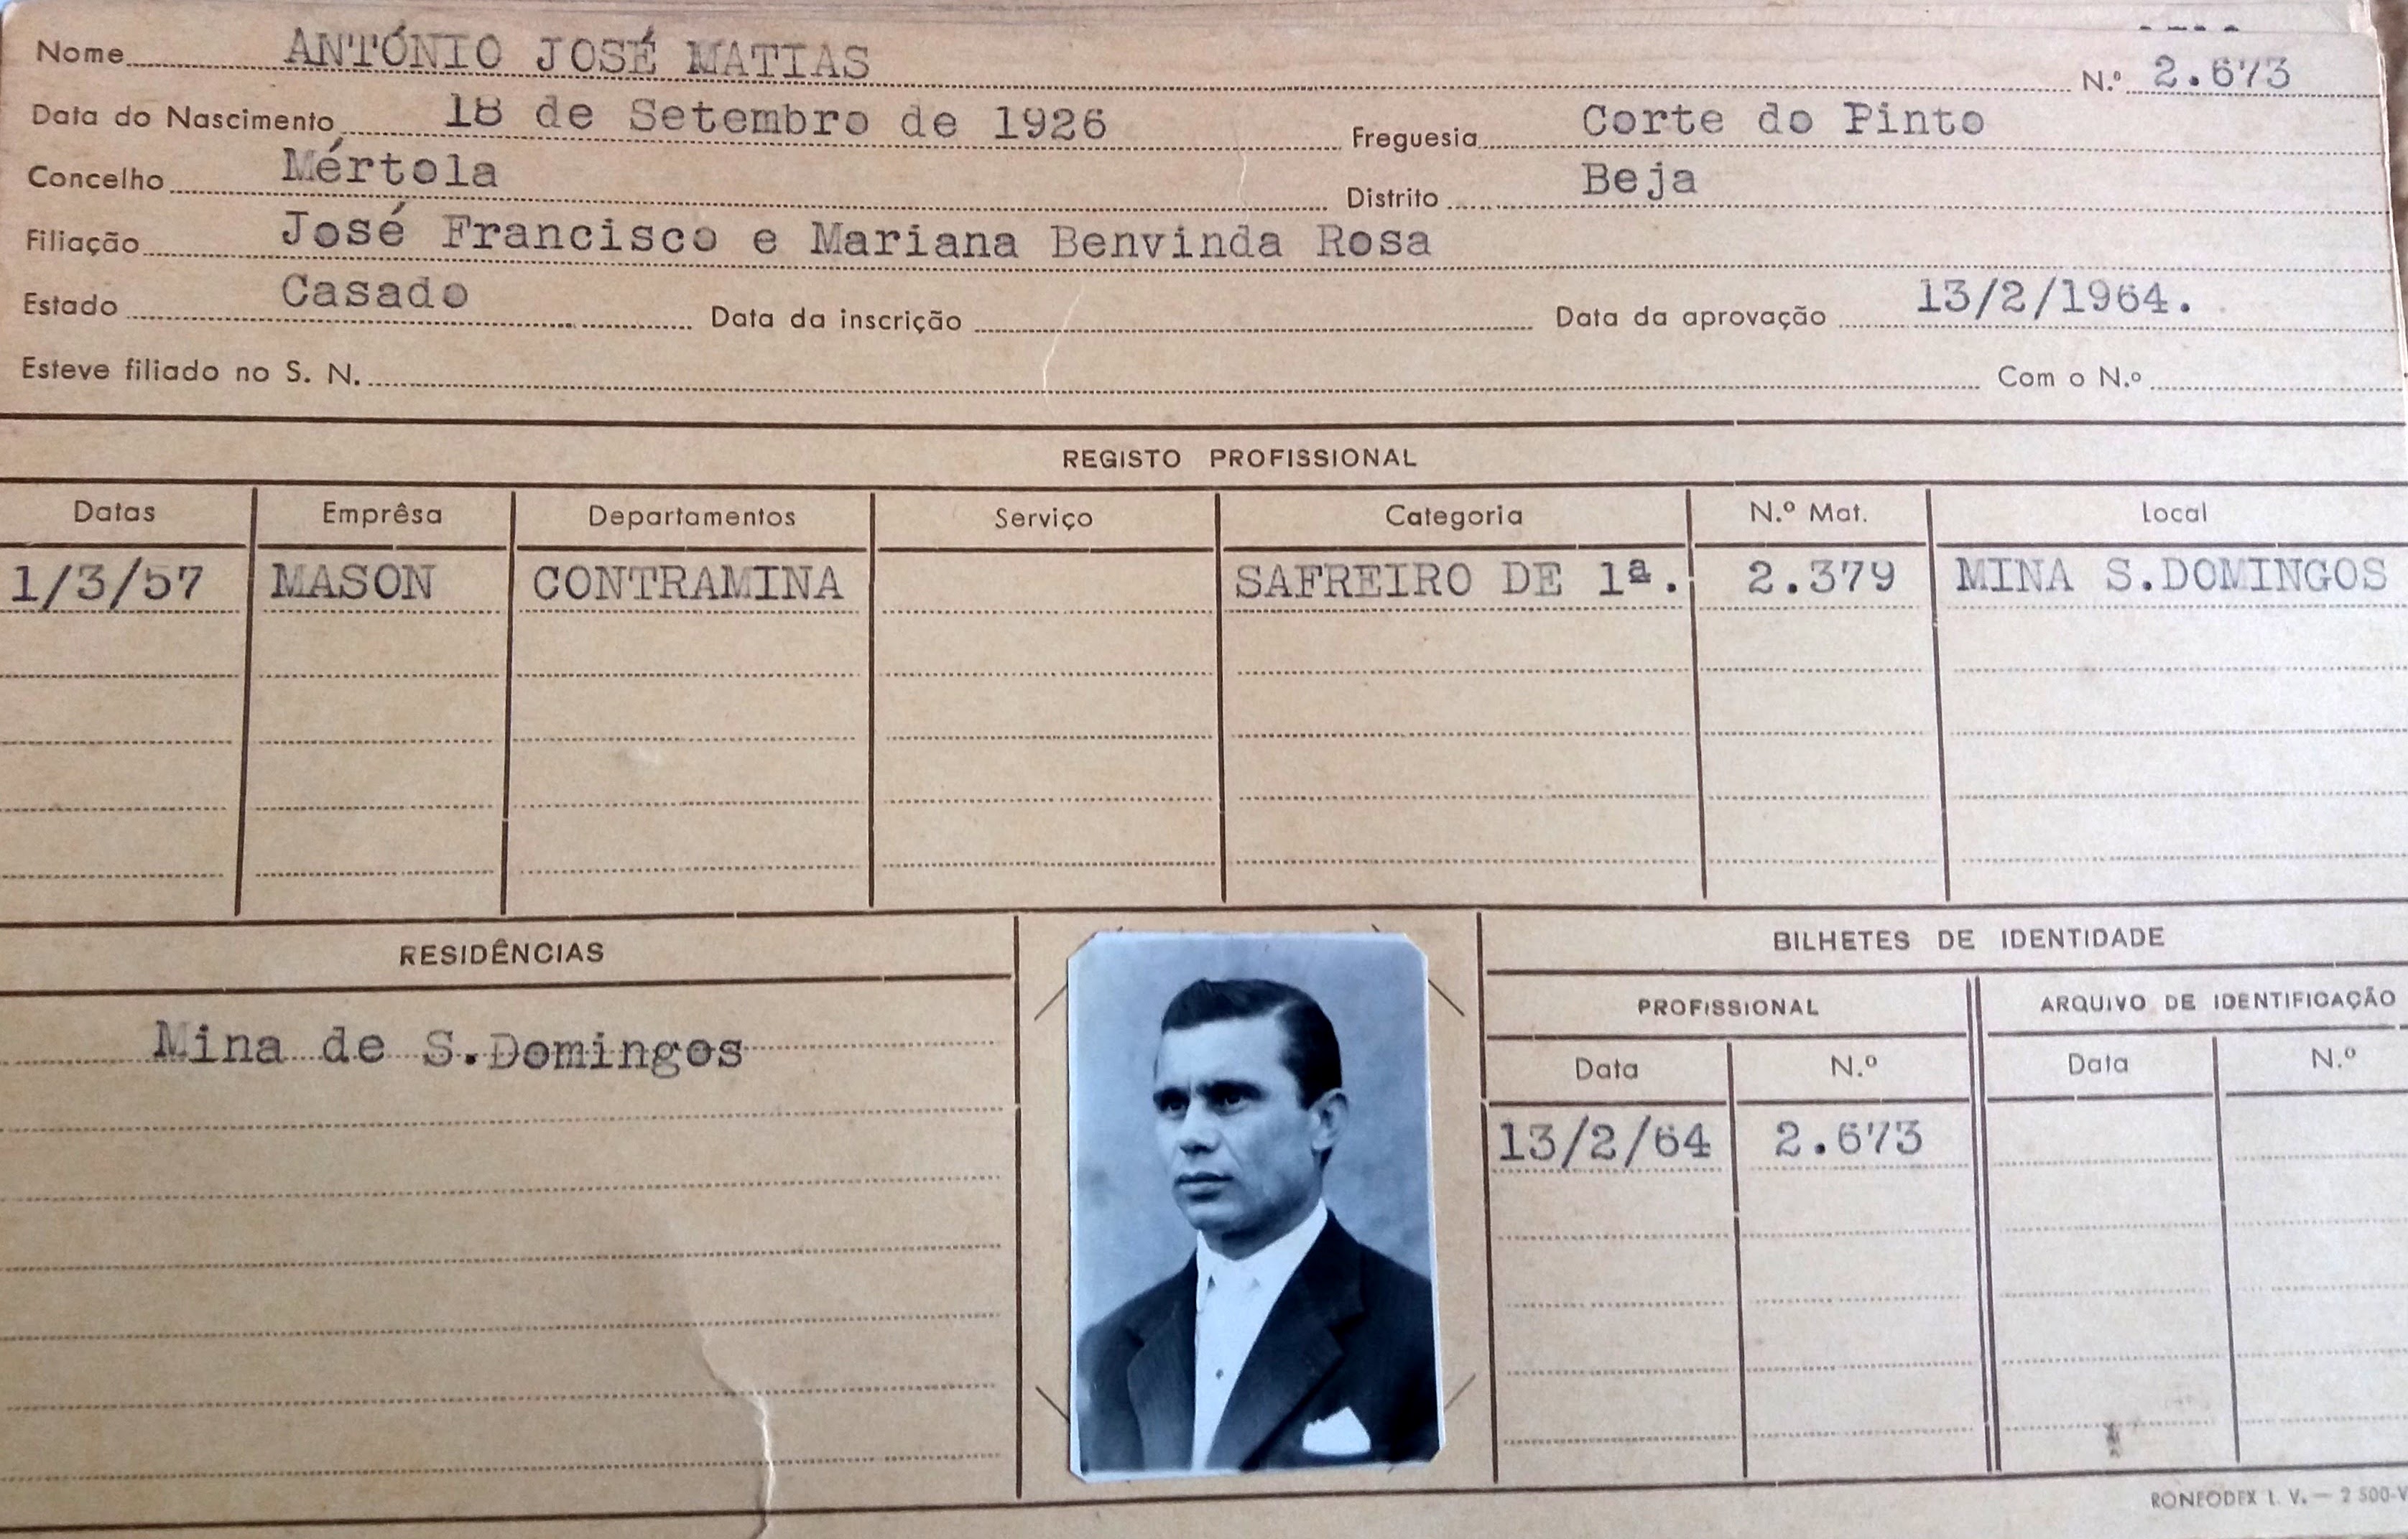 Nome ANTÓNIO JOSÉ MATIAS N.º 2.673
Data do Nascimento 18 de Setembro de 1926 Freguesia Corte do Pinto
Concelho Mértola Distrito Beja
Filiação José Francisco e Mariana Benvinda Rosa
Estado Casado Data da inscrição Data da aprovação 13/2/1964.
Esteve filiado no S. N. Com o N.º
REGISTO PROFISSIONAL
Datas Emprêsa Departamentos Serviço Categoria N.º Mat. Local
1/3/57 MASON CONTRAMINA SAFREIRO DE 1ª. 2.379 MINA S.DOMINGOS
RESIDÊNCIAS
Mina de S.Domingos
BILHETES DE IDENTIDADE
PROFISSIONAL ARQUIVO DE IDENTIFICAÇÃO
Data N.º Data N.º
13/2/64 2.673
RONEODEX I. V. — 2 500-V